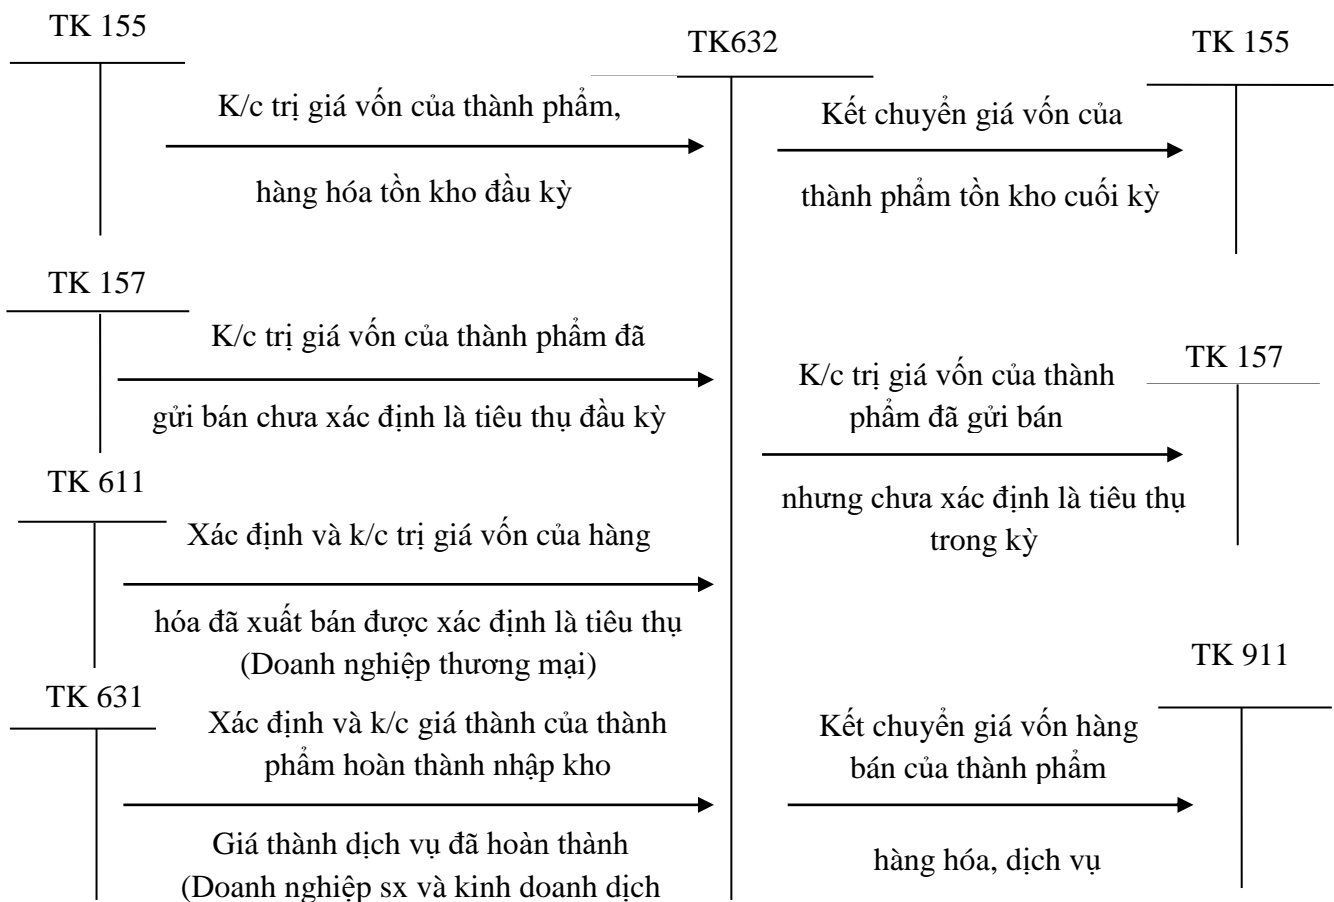 TK 155
K/c trị giá vốn của thành phẩm,
hàng hóa tồn kho đầu kỳ
TK 157
K/c trị giá vốn của thành phẩm đã
gửi bán chưa xác định là tiêu thụ đầu kỳ
TK 611
Xác định và k/c trị giá vốn của hàng
hóa đã xuất bán được xác định là tiêu thụ
(Doanh nghiệp thương mại)
TK 631
Xác định và k/c giá thành của thành
phẩm hoàn thành nhập kho
Giá thành dịch vụ đã hoàn thành
(Doanh nghiệp sx và kinh doanh dịch
TK632
TK 155
Kết chuyển giá vốn của
thành phẩm tồn kho cuối kỳ
TK 157
K/c trị giá vốn của thành
phẩm đã gửi bán
nhưng chưa xác định là tiêu thụ
trong kỳ
TK 911
Kết chuyển giá vốn hàng
bán của thành phẩm
hàng hóa, dịch vụ